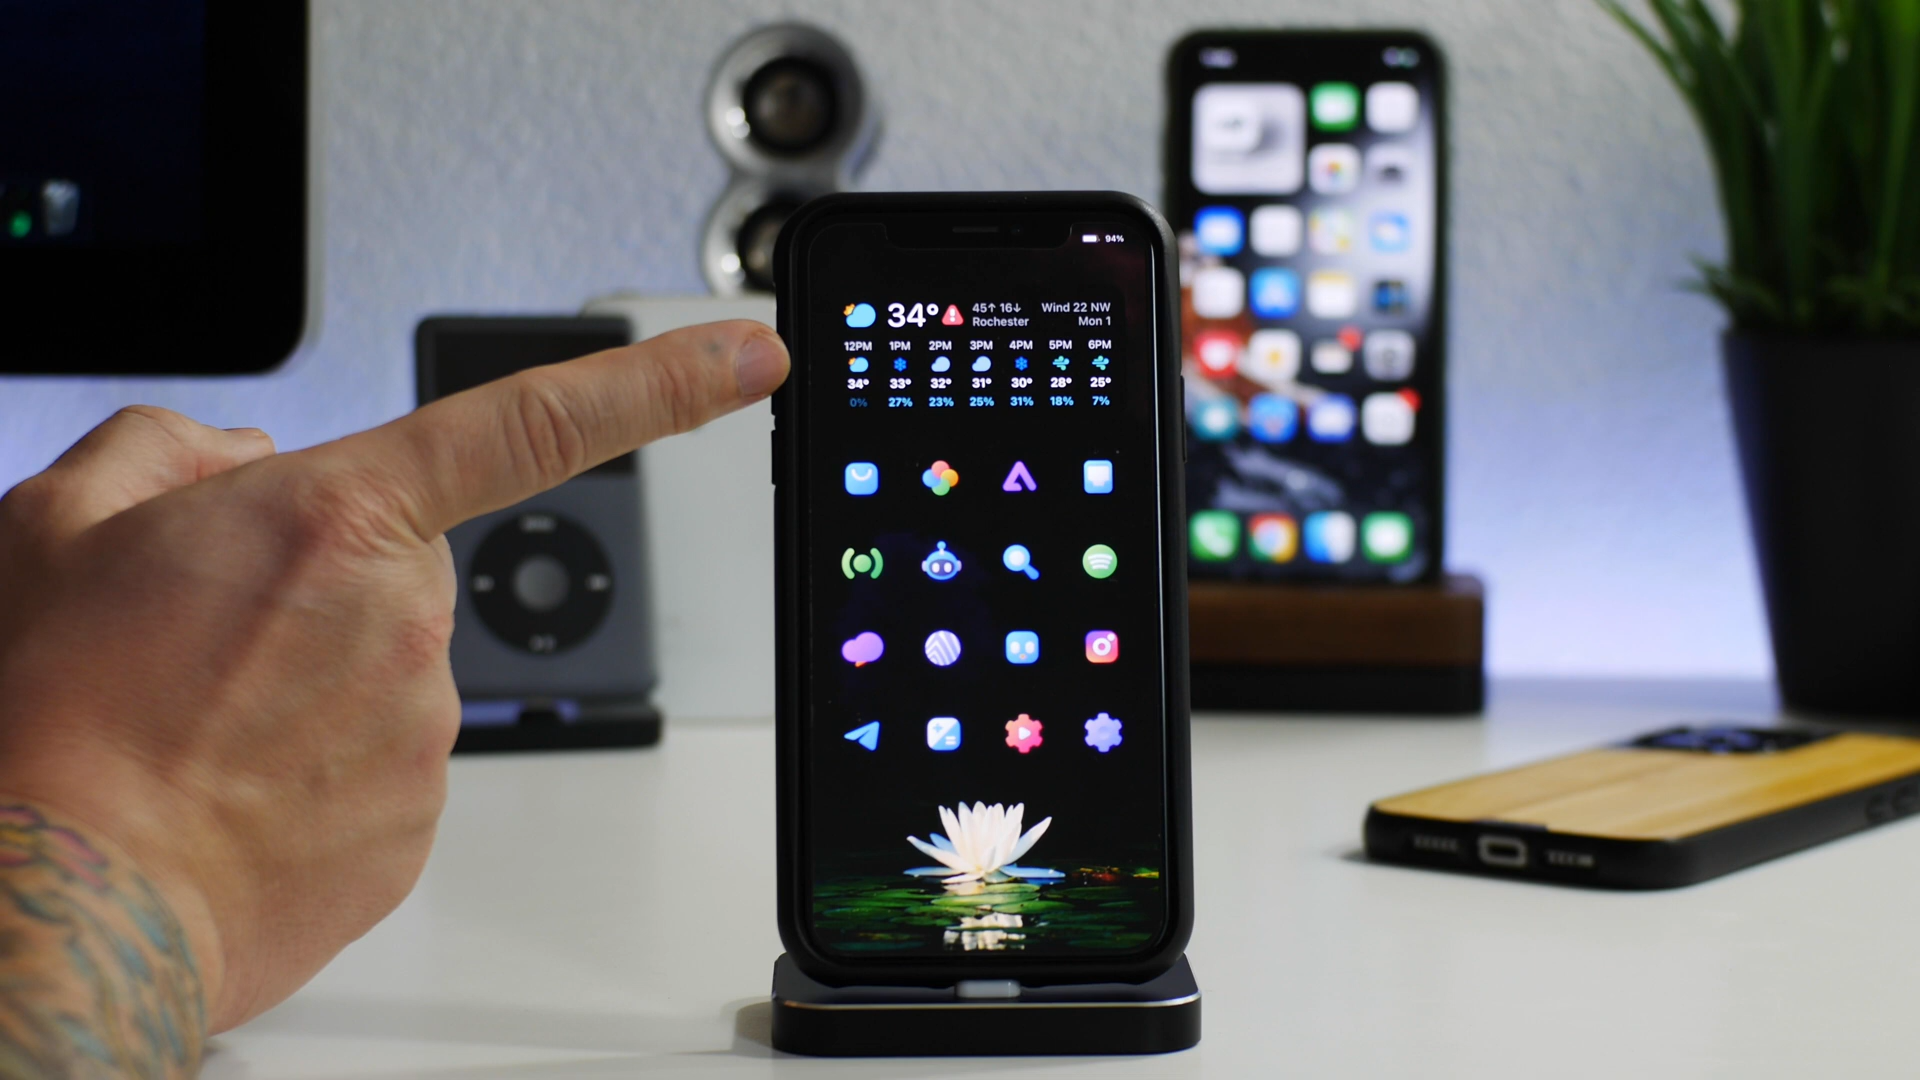 94%
34° 45↑ 16↓ Wind 22 NW
Rochester Mon 1
12PM 1PM 2PM 3PM 4PM 5PM 6PM
34° 33° 32° 31° 30° 28° 25°
0% 27% 23% 25% 31% 18% 7%